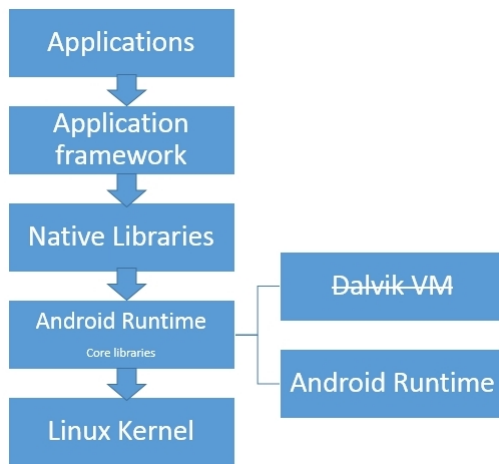 Applications
Application
framework
Native Libraries
Android Runtime
Core libraries
Linux Kernel
Dalvik VM
Android Runtime